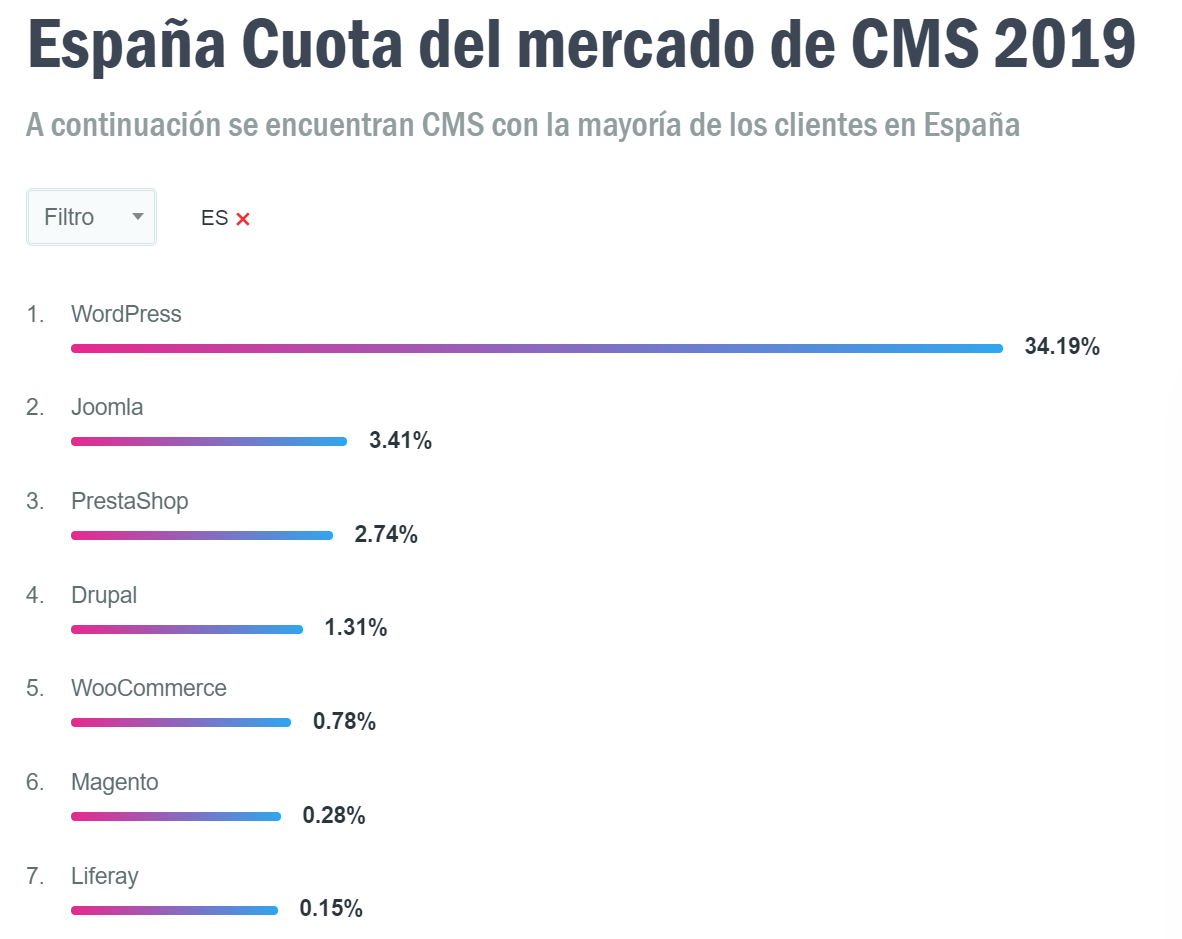 España Cuota del mercado de CMS 2019
A continuación se encuentran CMS con la mayoría de los clientes en España
Filtro ES
1. WordPress
34.19%
2. Joomla
3.41%
3. PrestaShop
2.74%
4. Drupal
1.31%
5. WooCommerce
0.78%
6. Magento
0.28%
7. Liferay
0.15%